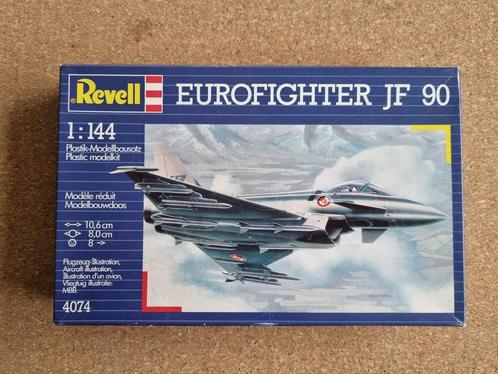 Revell
EUROFIGHTER JF 90
1:144
Plastik-Modellbausatz
Plastic modelkit
Modèle réduit
Modelbouwdoos
10,6 cm
8,0 cm
8 →
Flugzeug-Illustration,
Aircraft illustration,
Illustration d'un avion,
Vliegtuig illustratie:
MBB.
4074